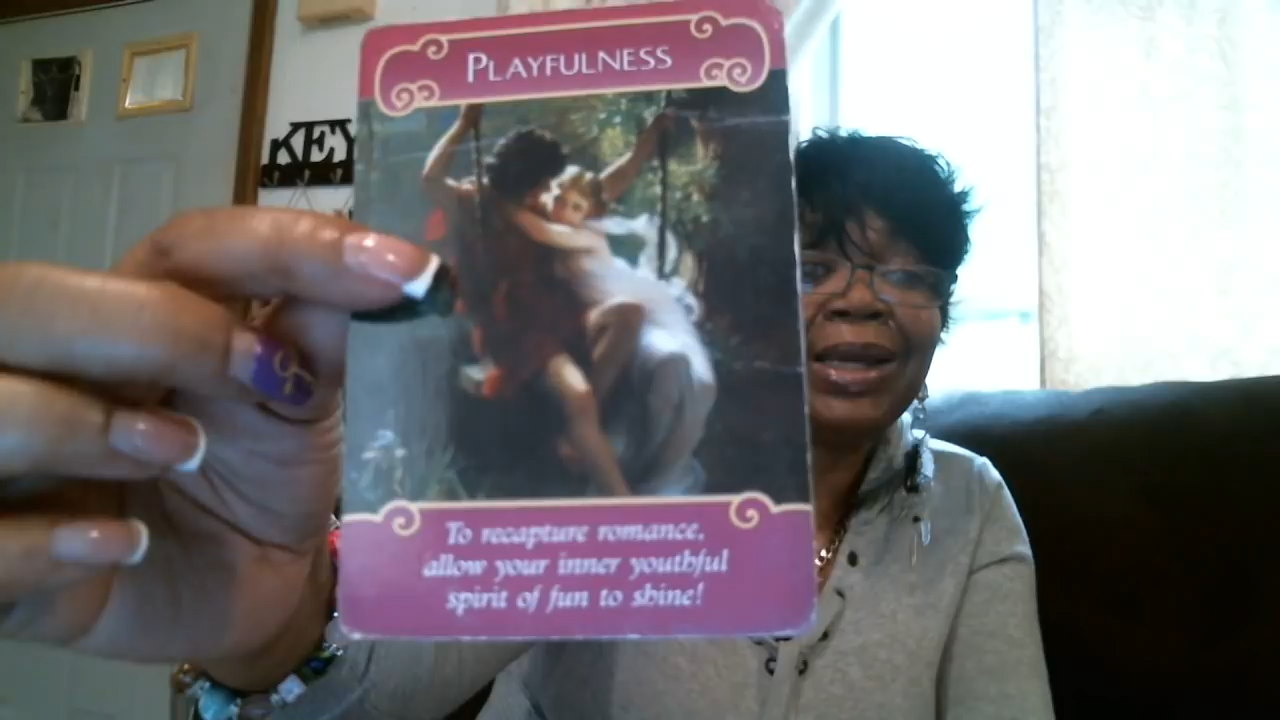 PLAYFULNESS
KEY
To recapture romance,
allow your inner youthful
spirit of fun to shine!